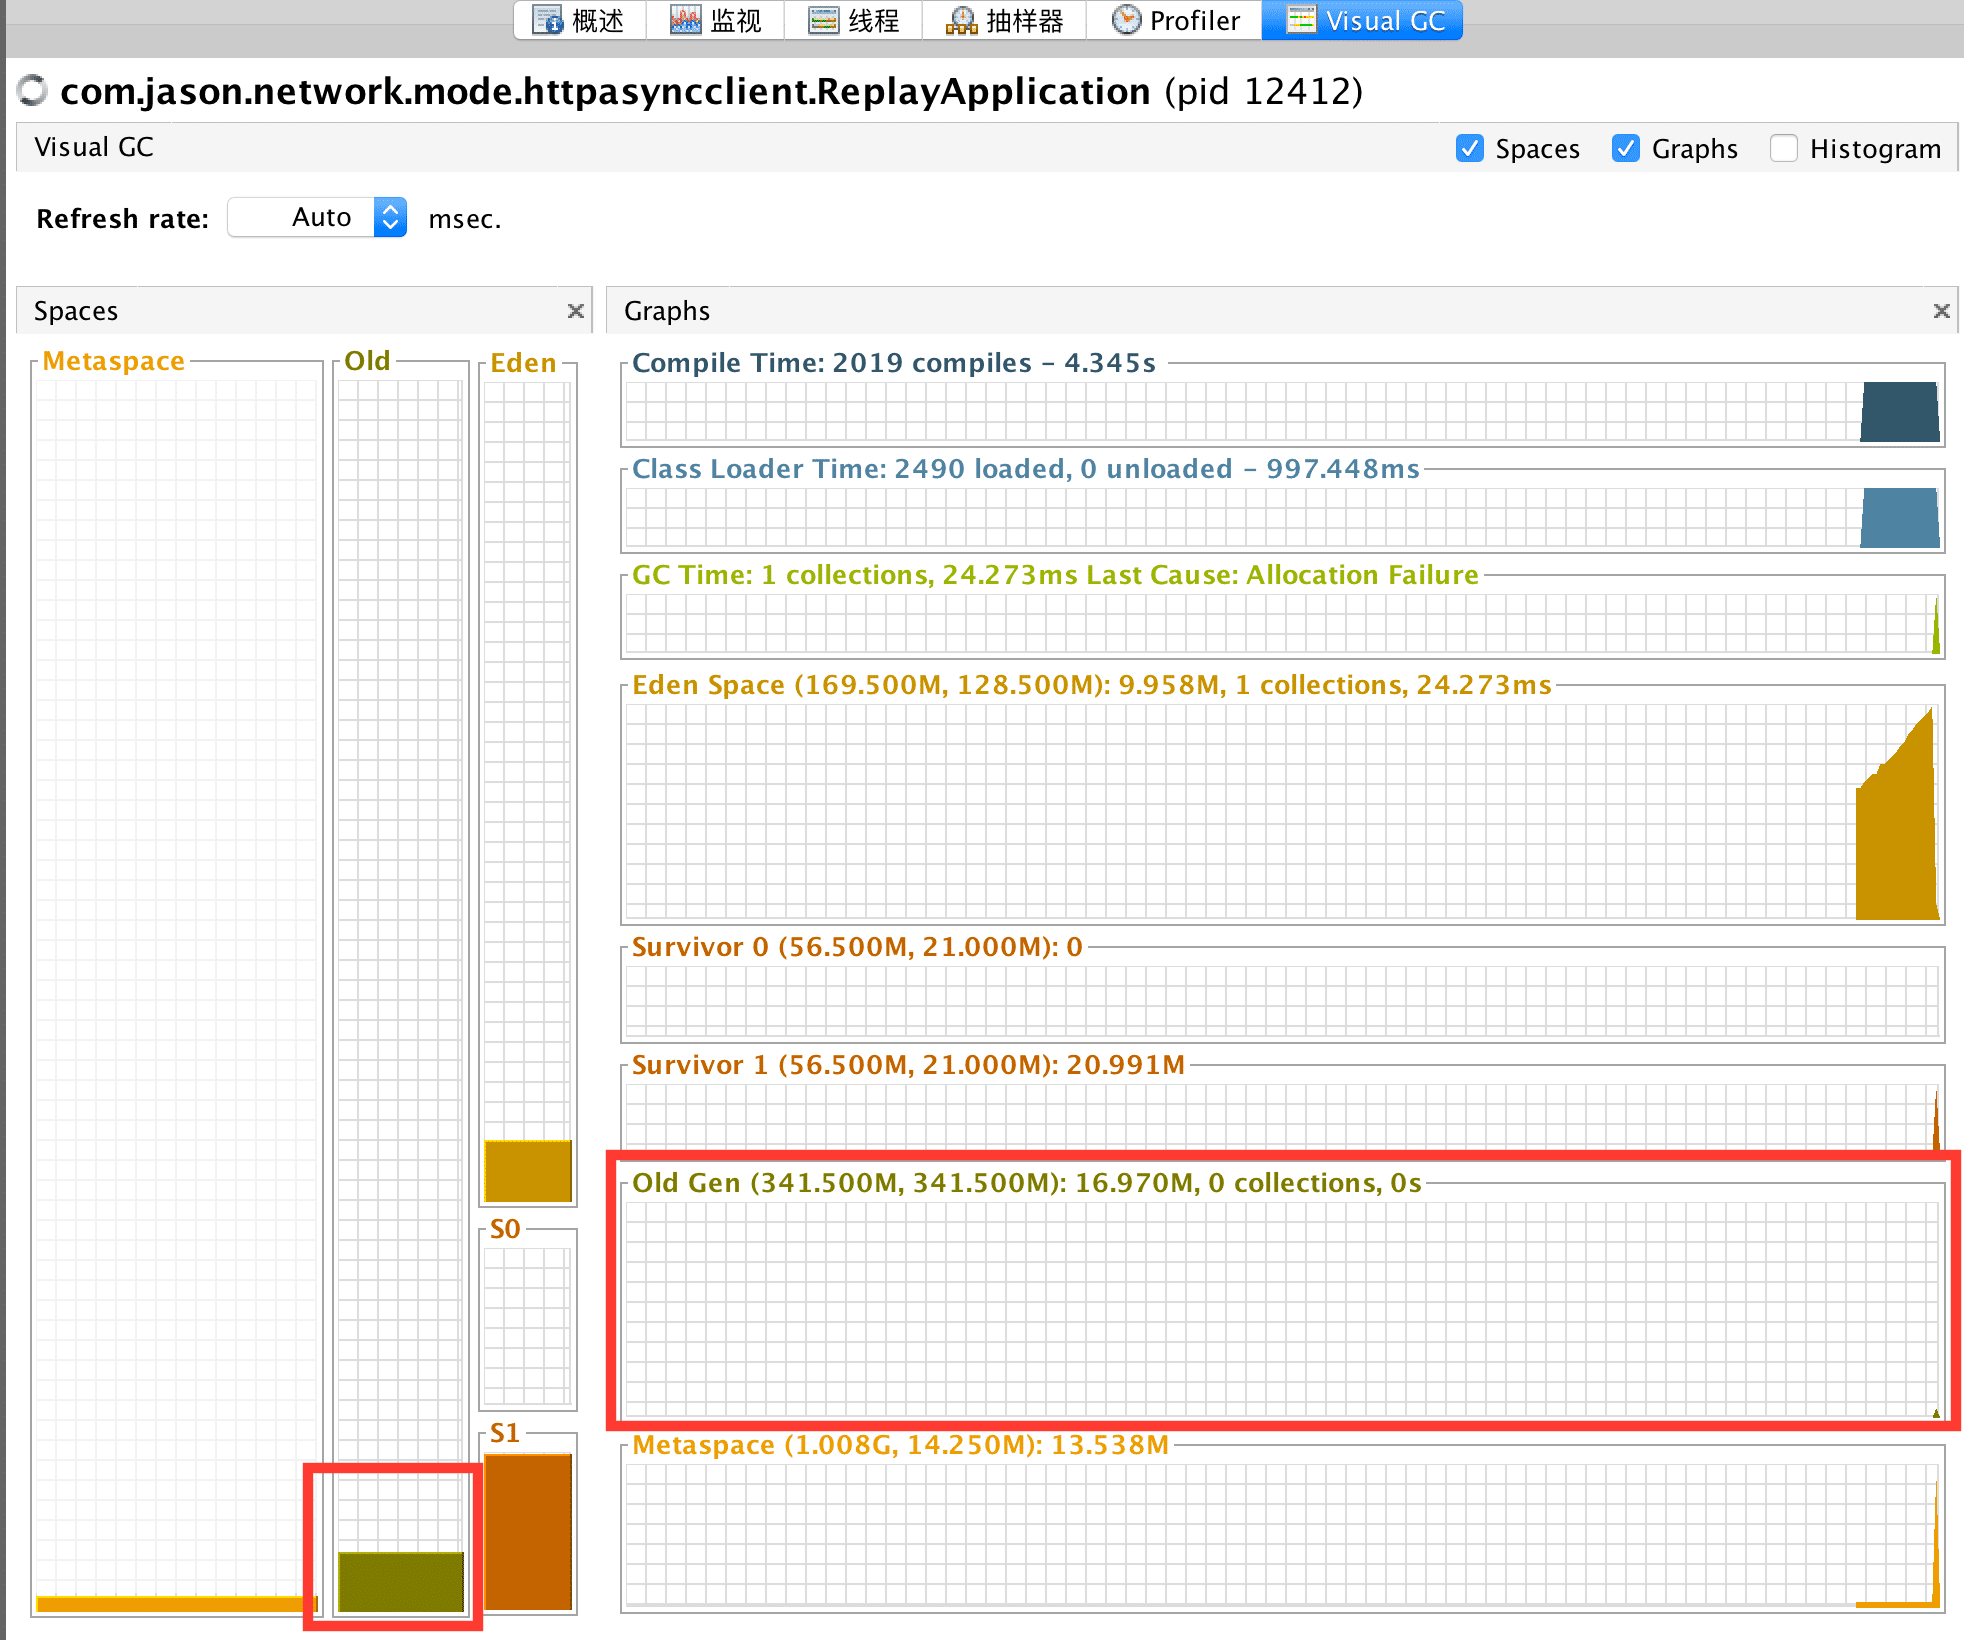 概述 监视 线程 抽样器 Profiler Visual GC
com.jason.network.mode.httpasyncclient.ReplayApplication (pid 12412)
Visual GC Spaces Graphs Histogram
Refresh rate: Auto msec.
Spaces
Metaspace Old Eden
S0
S1
Graphs
Compile Time: 2019 compiles - 4.345s
Class Loader Time: 2490 loaded, 0 unloaded - 997.448ms
GC Time: 1 collections, 24.273ms Last Cause: Allocation Failure
Eden Space (169.500M, 128.500M): 9.958M, 1 collections, 24.273ms
Survivor 0 (56.500M, 21.000M): 0
Survivor 1 (56.500M, 21.000M): 20.991M
Old Gen (341.500M, 341.500M): 16.970M, 0 collections, 0s
Metaspace (1.008G, 14.250M): 13.538M